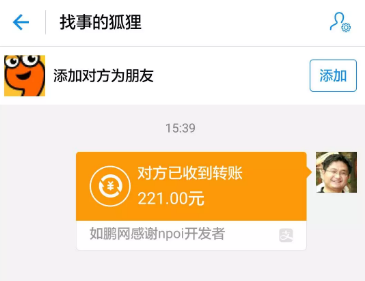 找事的狐狸
添加对方为朋友
添加
15:39
对方已收到转账
221.00元
如鹏网感谢npoi开发者
支